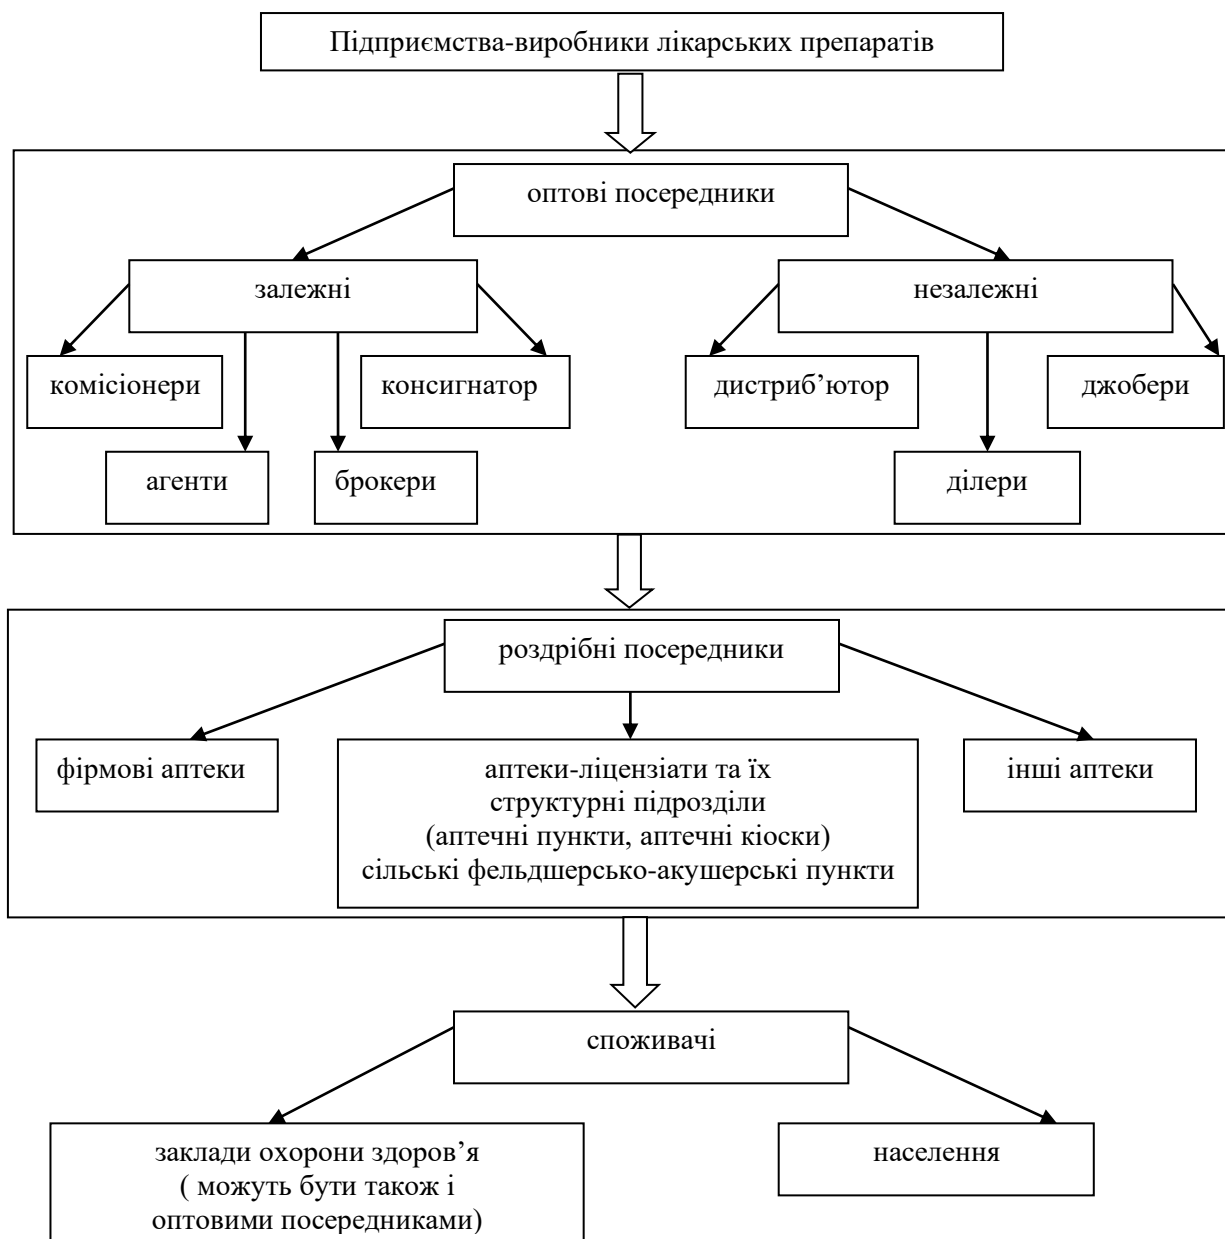 Підприємства-виробники лікарських препаратів
оптові посередники
залежні
незалежні
комісіонери
консигнатор
дистриб’ютор
джобери
агенти
брокери
ділери
роздрібні посередники
фірмові аптеки
аптеки-ліцензіати та їх
структурні підрозділи
(аптечні пункти, аптечні кіоски)
сільські фельдшерсько-акушерські пункти
інші аптеки
споживачі
заклади охорони здоров’я
( можуть бути також і
оптовими посередниками)
населення